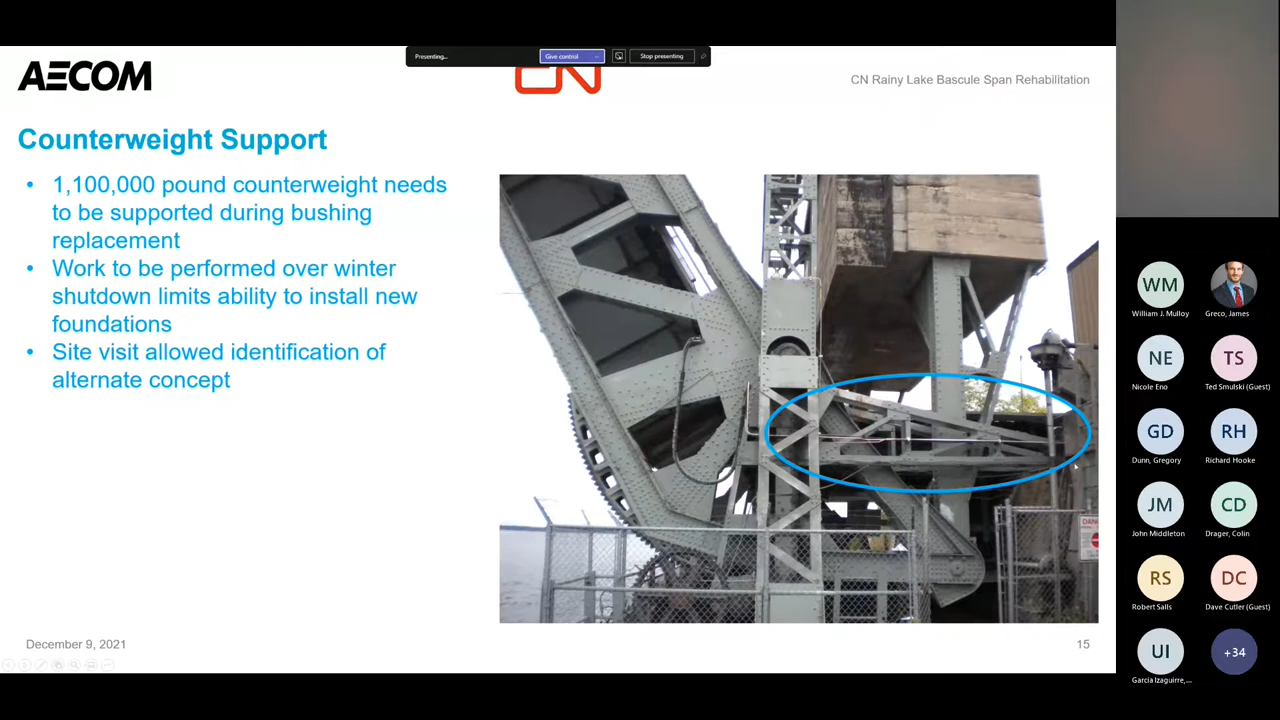 Presenting...
Give control
Stop presenting
AECOM
CN
CN Rainy Lake Bascule Span Rehabilitation
Counterweight Support
• 1,100,000 pound counterweight needs
to be supported during bushing
replacement
• Work to be performed over winter
shutdown limits ability to install new
foundations
• Site visit allowed identification of
alternate concept
December 9, 2021
15
WM
William J. Mulloy
Greco, James
NE
Nicole Eno
TS
Ted Smulski (Guest)
GD
Dunn, Gregory
RH
Richard Hooke
JM
John Middleton
CD
Drager, Colin
RS
Robert Salls
DC
Dave Cutler (Guest)
UI
Garcia Izaguirre,...
+34